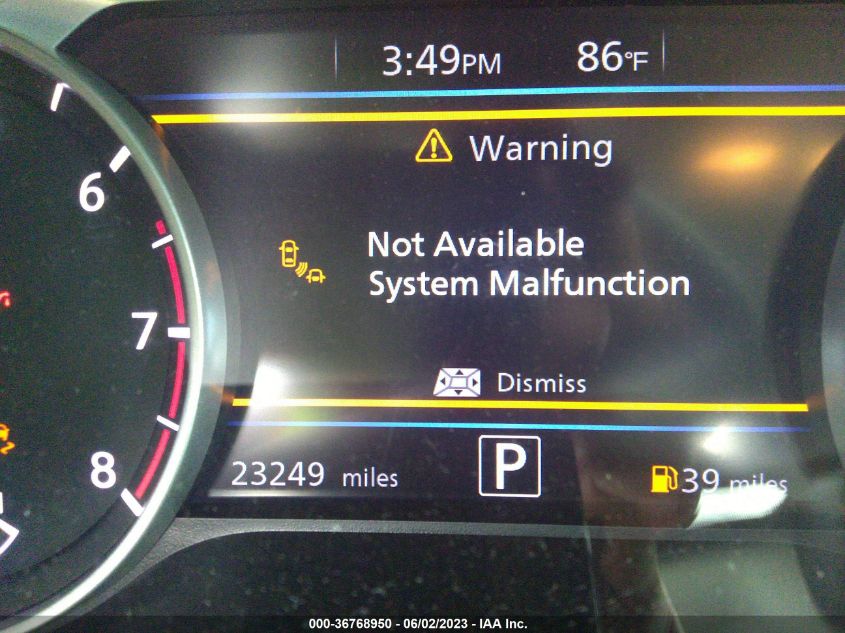 3:49PM 86°F
6
Warning
Not Available
System Malfunction
7
Dismiss
8
23249 miles P 39 miles
000-36768950 - 06/02/2023 - IAA Inc.